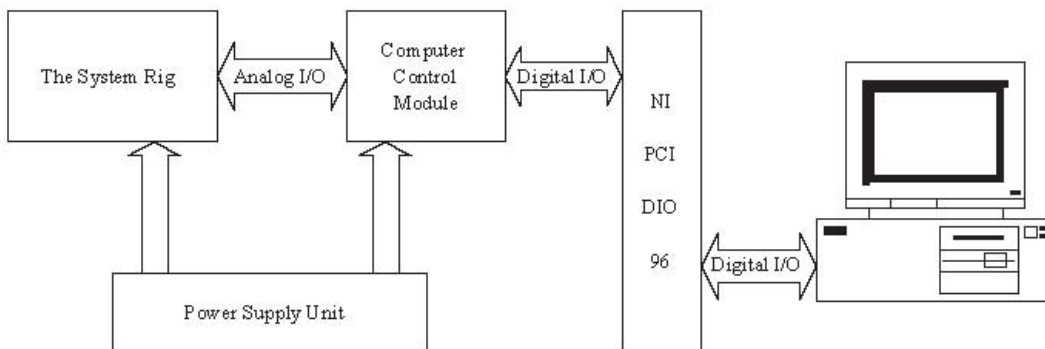 The System Rig
Analog I/O
Computer
Control
Module
Digital I/O
NI
PCI
DIO
96
Digital I/O
Power Supply Unit